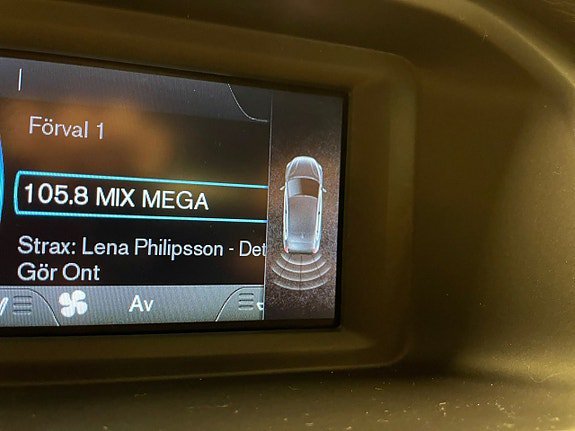 Förval 1
105.8 MIX MEGA
Strax: Lena Philipsson - Det
Gör Ont
Av